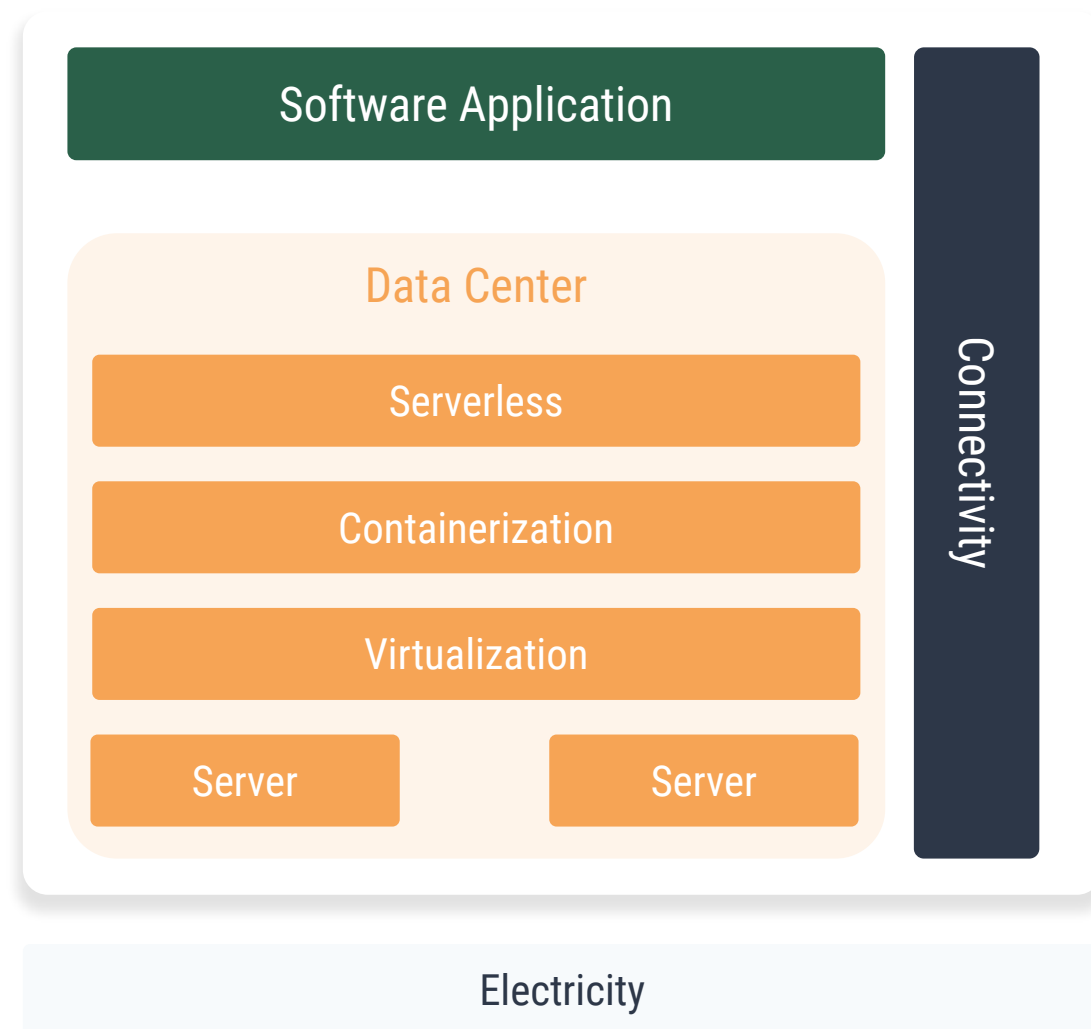 Software Application
Data Center
Serverless
Containerization
Virtualization
Server
Server
Connectivity
Electricity